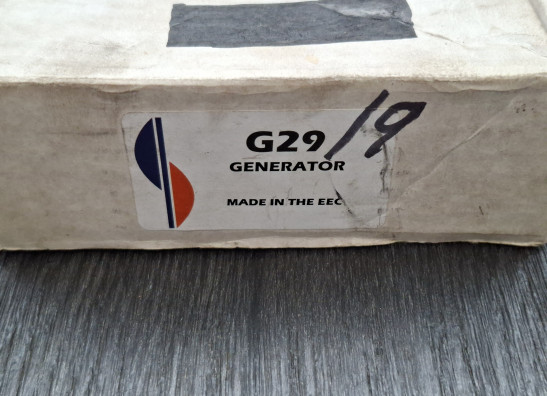 G29/19
GENERATOR
MADE IN THE EEC